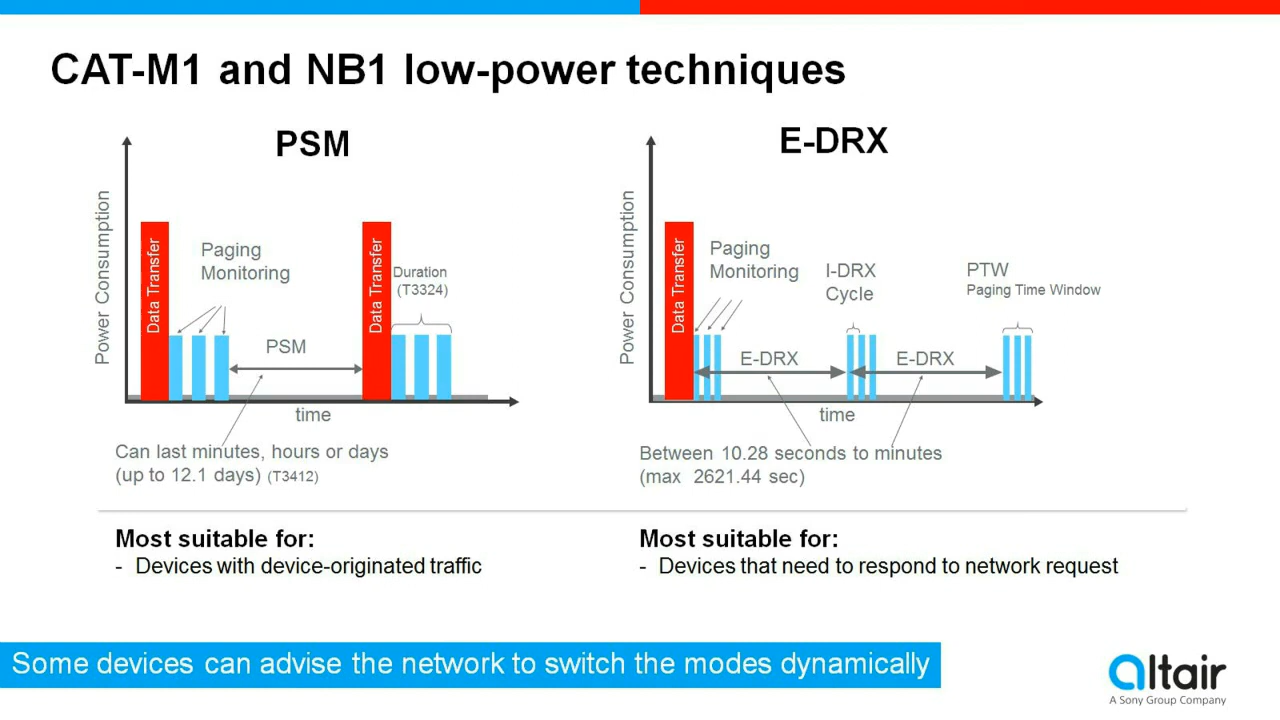 CAT-M1 and NB1 low-power techniques
PSM
Power Consumption
Data Transfer
Paging
Monitoring
PSM
Data Transfer
Duration
(T3324)
time
Can last minutes, hours or days
(up to 12.1 days) (T3412)
Most suitable for:
- Devices with device-originated traffic
E-DRX
Power Consumption
Data Transfer
Paging
Monitoring
I-DRX
Cycle
PTW
Paging Time Window
E-DRX
E-DRX
time
Between 10.28 seconds to minutes
(max 2621.44 sec)
Most suitable for:
- Devices that need to respond to network request
Some devices can advise the network to switch the modes dynamically
altair
A Sony Group Company